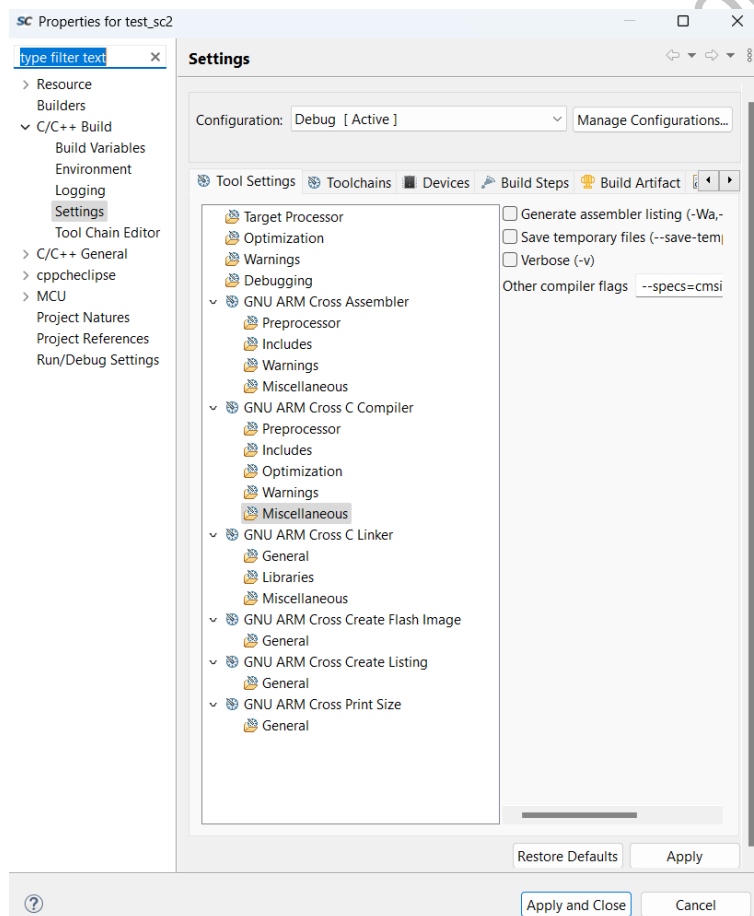 SC Properties for test_sc2
type filter text
Resource
Builders
C/C++ Build
Build Variables
Environment
Logging
Settings
Tool Chain Editor
C/C++ General
cppcheclipse
MCU
Project Natures
Project References
Run/Debug Settings
Settings
Configuration: Debug [ Active ] Manage Configurations...
Tool Settings Toolchains Devices Build Steps Build Artifact
Target Processor
Optimization
Warnings
Debugging
GNU ARM Cross Assembler
Preprocessor
Includes
Warnings
Miscellaneous
GNU ARM Cross C Compiler
Preprocessor
Includes
Optimization
Warnings
Miscellaneous
GNU ARM Cross C Linker
General
Libraries
Miscellaneous
GNU ARM Cross Create Flash Image
General
GNU ARM Cross Create Listing
General
GNU ARM Cross Print Size
General
Generate assembler listing (-Wa,-
Save temporary files (--save-tem
Verbose (-v)
Other compiler flags --specs=cmsi
Restore Defaults Apply
? Apply and Close Cancel